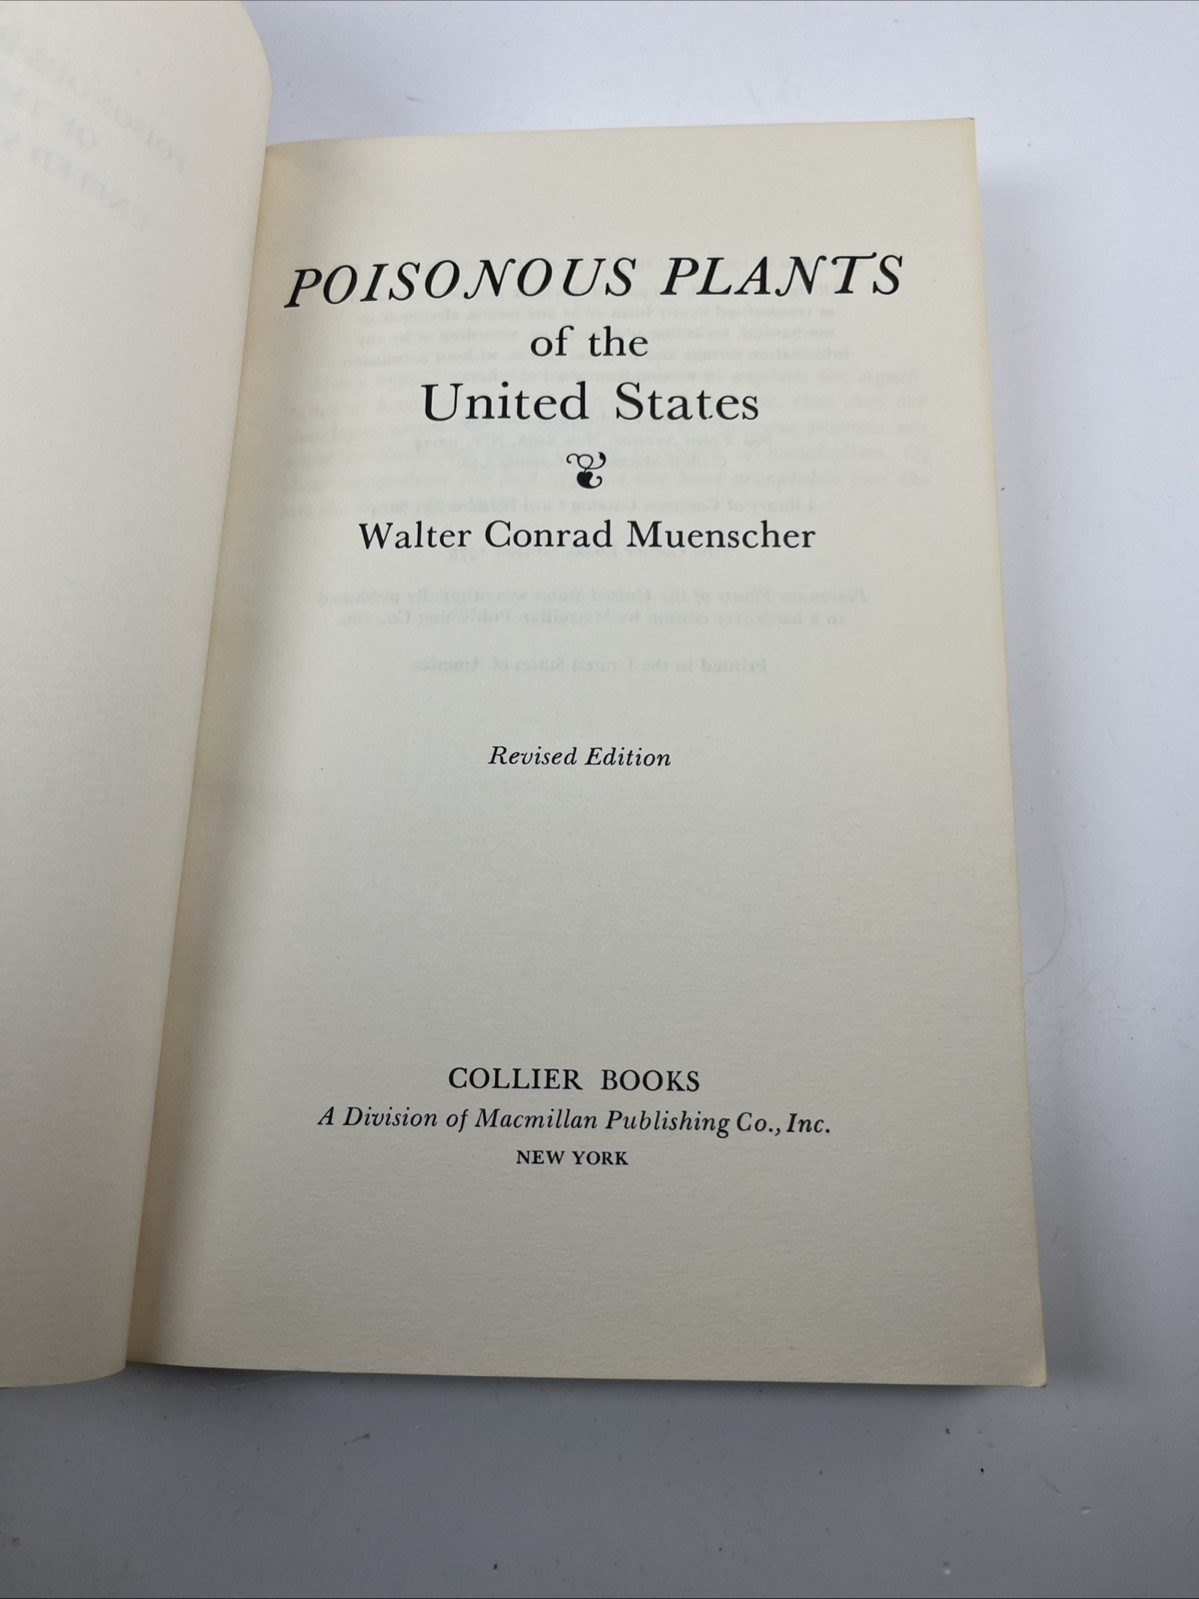 POISONOUS PLANTS
of the
United States
Walter Conrad Muenscher
Revised Edition
COLLIER BOOKS
A Division of Macmillan Publishing Co., Inc.
NEW YORK